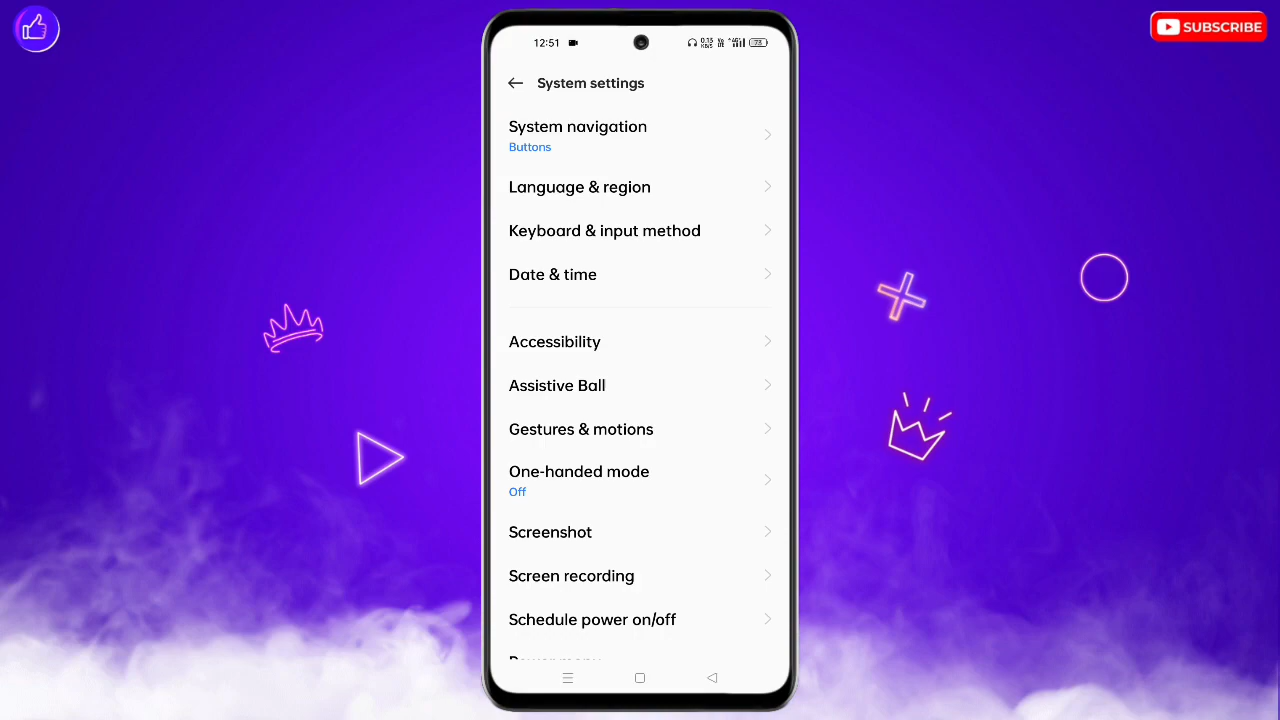 SUBSCRIBE
12:51
System settings
System navigation
Buttons
Language & region
Keyboard & input method
Date & time
Accessibility
Assistive Ball
Gestures & motions
One-handed mode
Off
Screenshot
Screen recording
Schedule power on/off